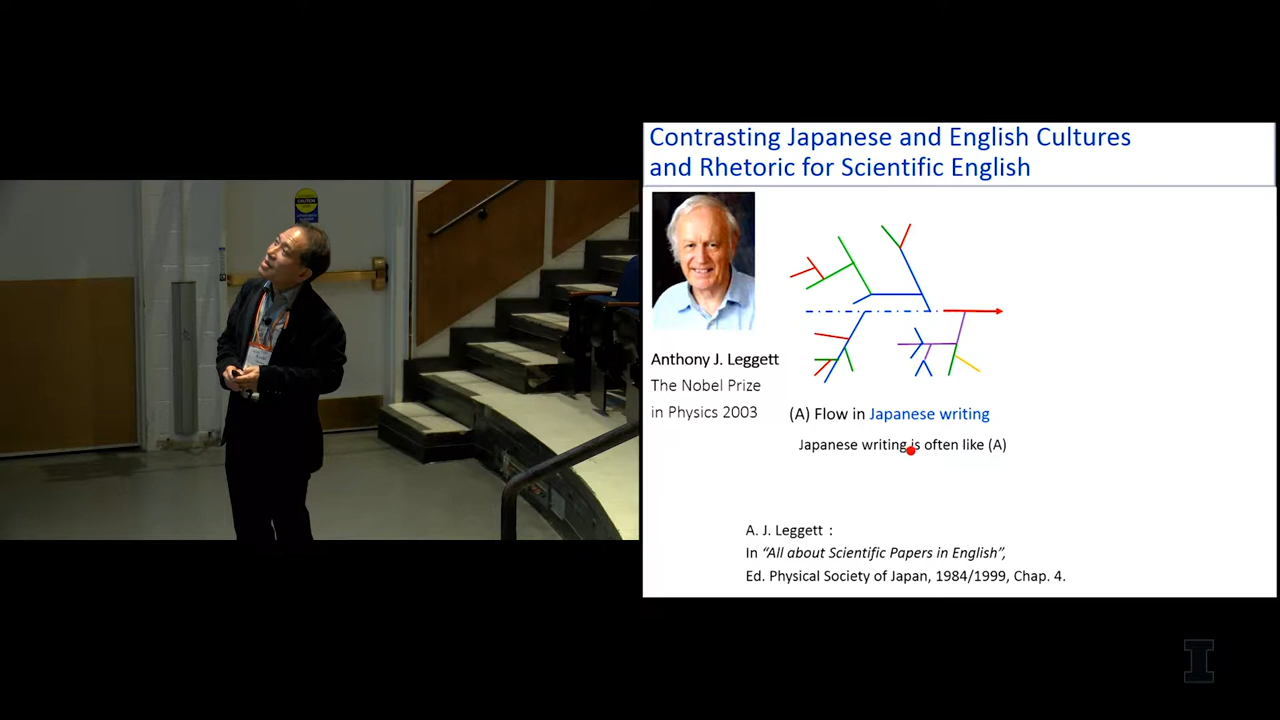 Contrasting Japanese and English Cultures
and Rhetoric for Scientific English
CAUTION
Anthony J. Leggett
The Nobel Prize
in Physics 2003
(A) Flow in Japanese writing
Japanese writing is often like (A)
A. J. Leggett :
In “All about Scientific Papers in English”,
Ed. Physical Society of Japan, 1984/1999, Chap. 4.
I